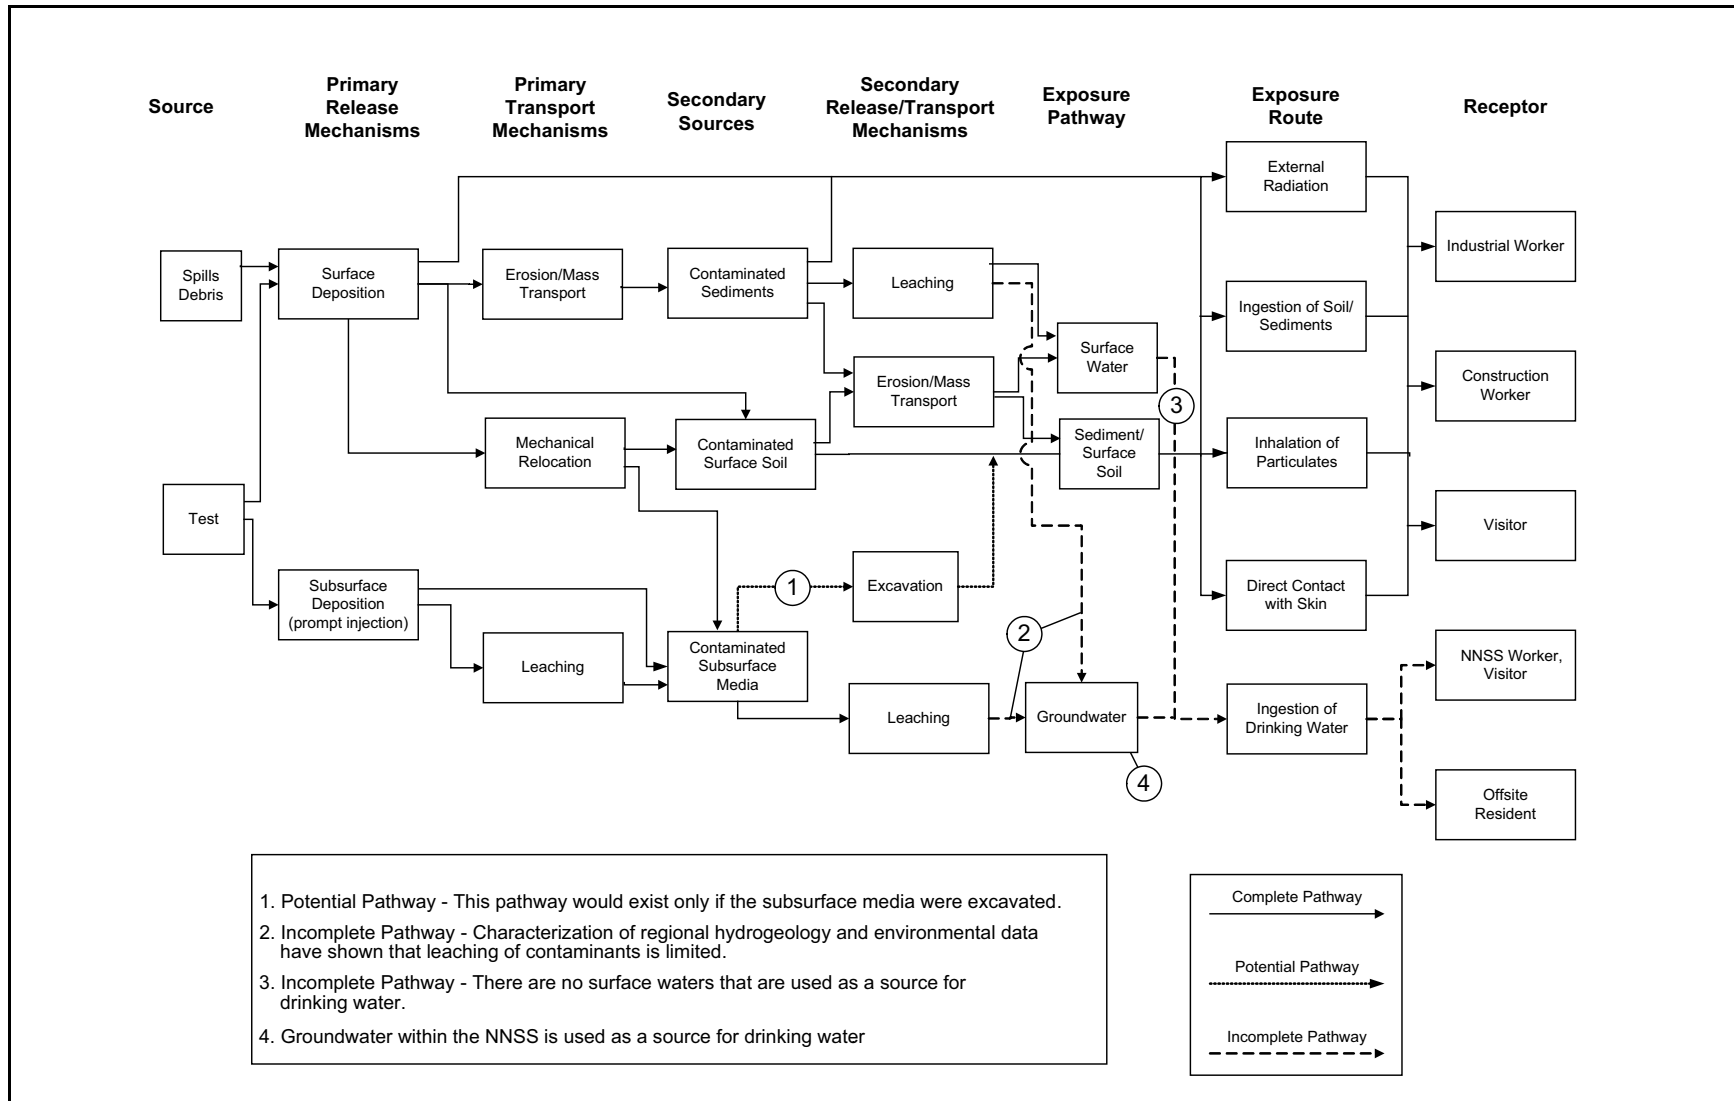 Source
Primary
Release
Mechanisms
Primary
Transport
Mechanisms
Secondary
Sources
Secondary
Release/Transport
Mechanisms
Exposure
Pathway
Exposure
Route
Receptor
Spills
Debris
Test
Surface
Deposition
Subsurface
Deposition
(prompt injection)
Erosion/Mass
Transport
Mechanical
Relocation
Leaching
Contaminated
Sediments
Contaminated
Surface Soil
Contaminated
Subsurface
Media
Leaching
Erosion/Mass
Transport
1
Excavation
Leaching
Surface
Water
Sediment/
Surface
Soil
2
Groundwater
3
4
External
Radiation
Ingestion of Soil/
Sediments
Inhalation of
Particulates
Direct Contact
with Skin
Ingestion of
Drinking Water
Industrial Worker
Construction
Worker
Visitor
NNSS Worker,
Visitor
Offsite
Resident
1. Potential Pathway - This pathway would exist only if the subsurface media were excavated.
2. Incomplete Pathway - Characterization of regional hydrogeology and environmental data
have shown that leaching of contaminants is limited.
3. Incomplete Pathway - There are no surface waters that are used as a source for
drinking water.
4. Groundwater within the NNSS is used as a source for drinking water
Complete Pathway
Potential Pathway
Incomplete Pathway